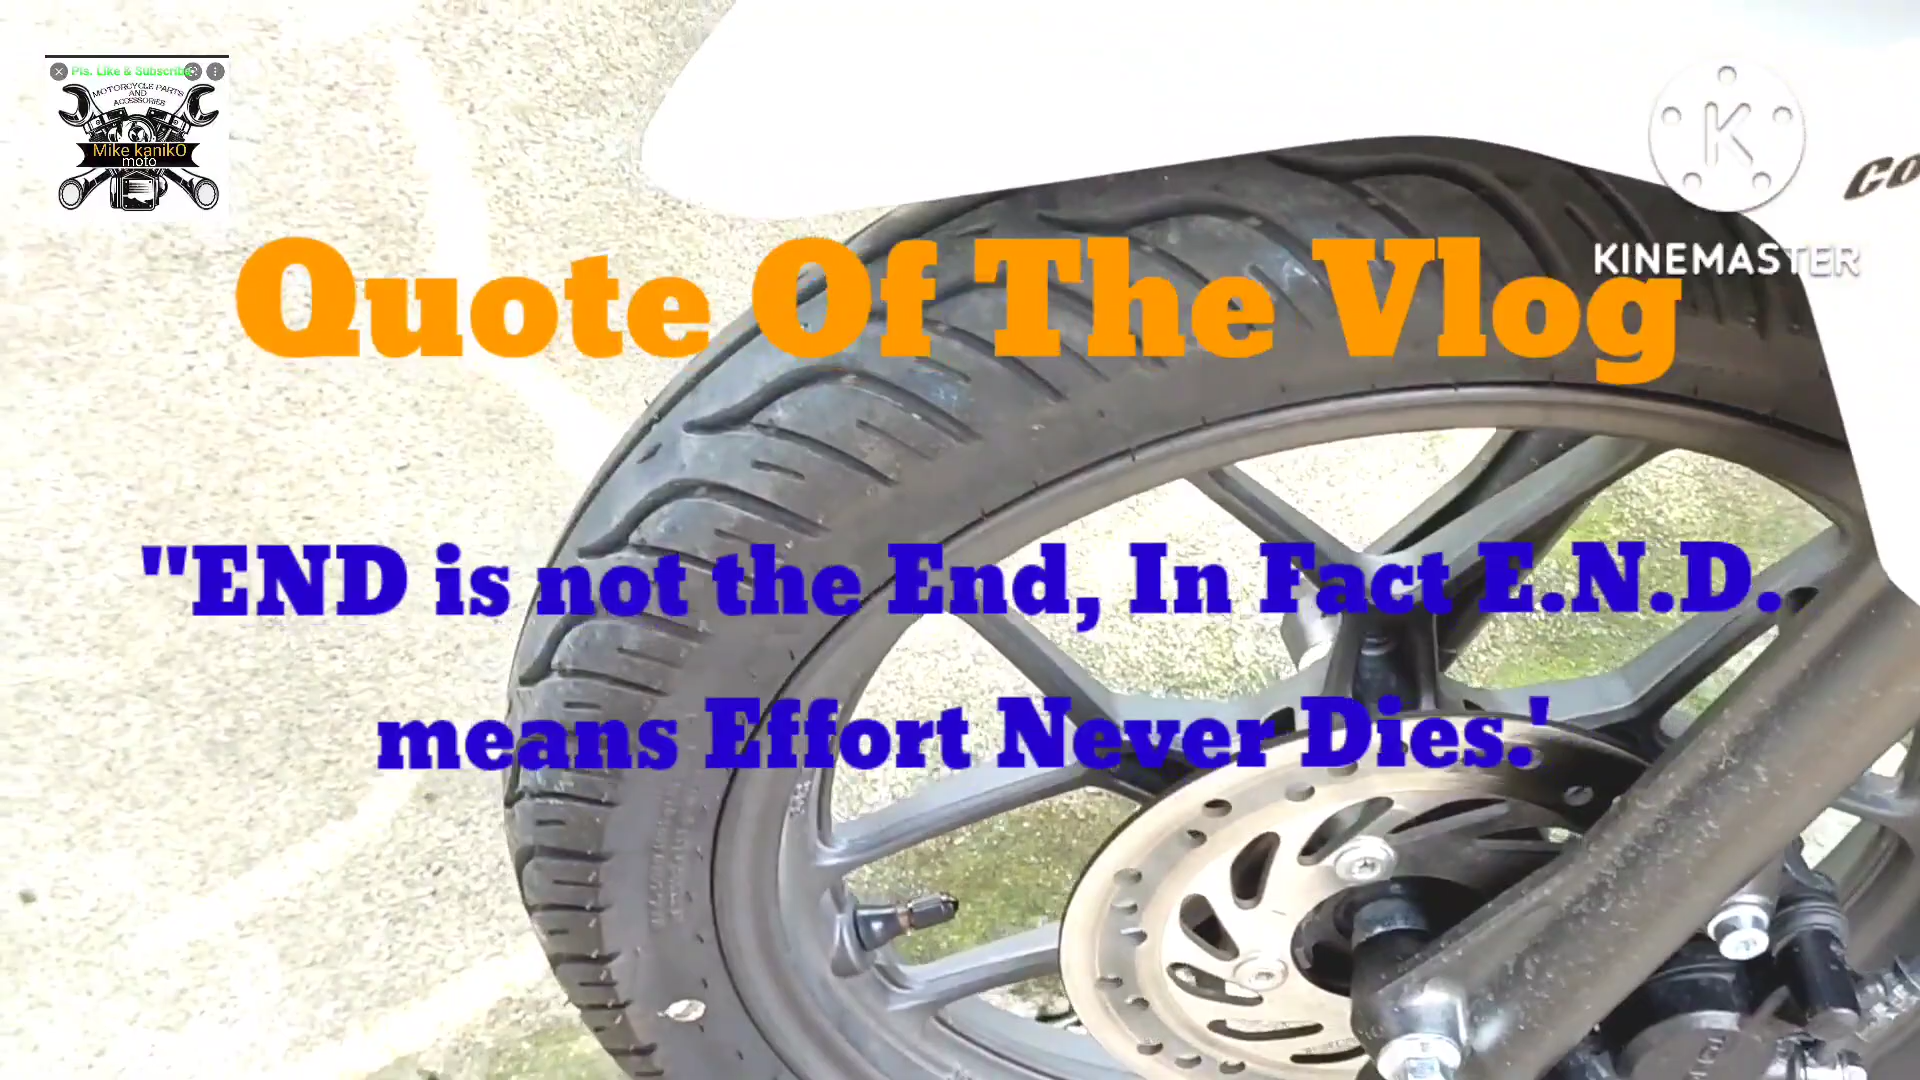 Pls. Like & Subscribe
MOTORCYCLE PARTS
AND
ACCESSORIES
Mike kanikO
moto
K
KINEMASTER
Quote Of The Vlog
"END is not the End, In Fact E.N.D.
means Effort Never Dies.'